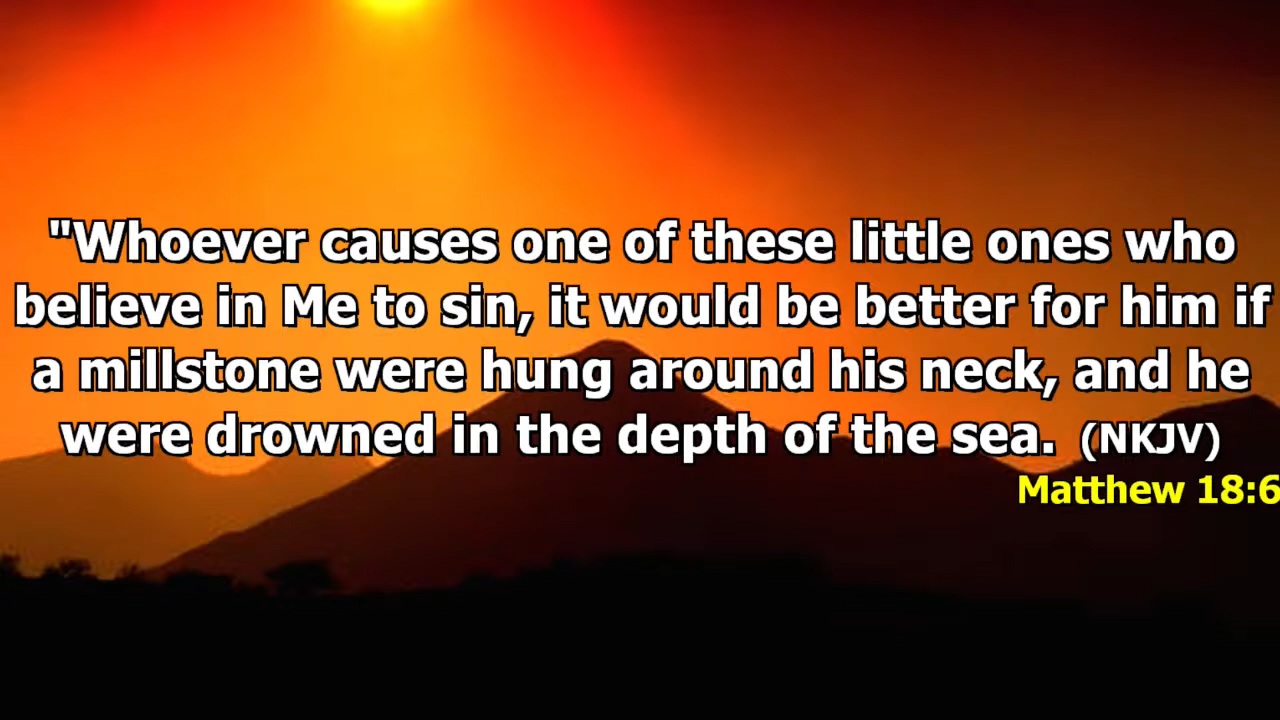 "Whoever causes one of these little ones who
believe in Me to sin, it would be better for him if
a millstone were hung around his neck, and he
were drowned in the depth of the sea. (NKJV)
Matthew 18:6